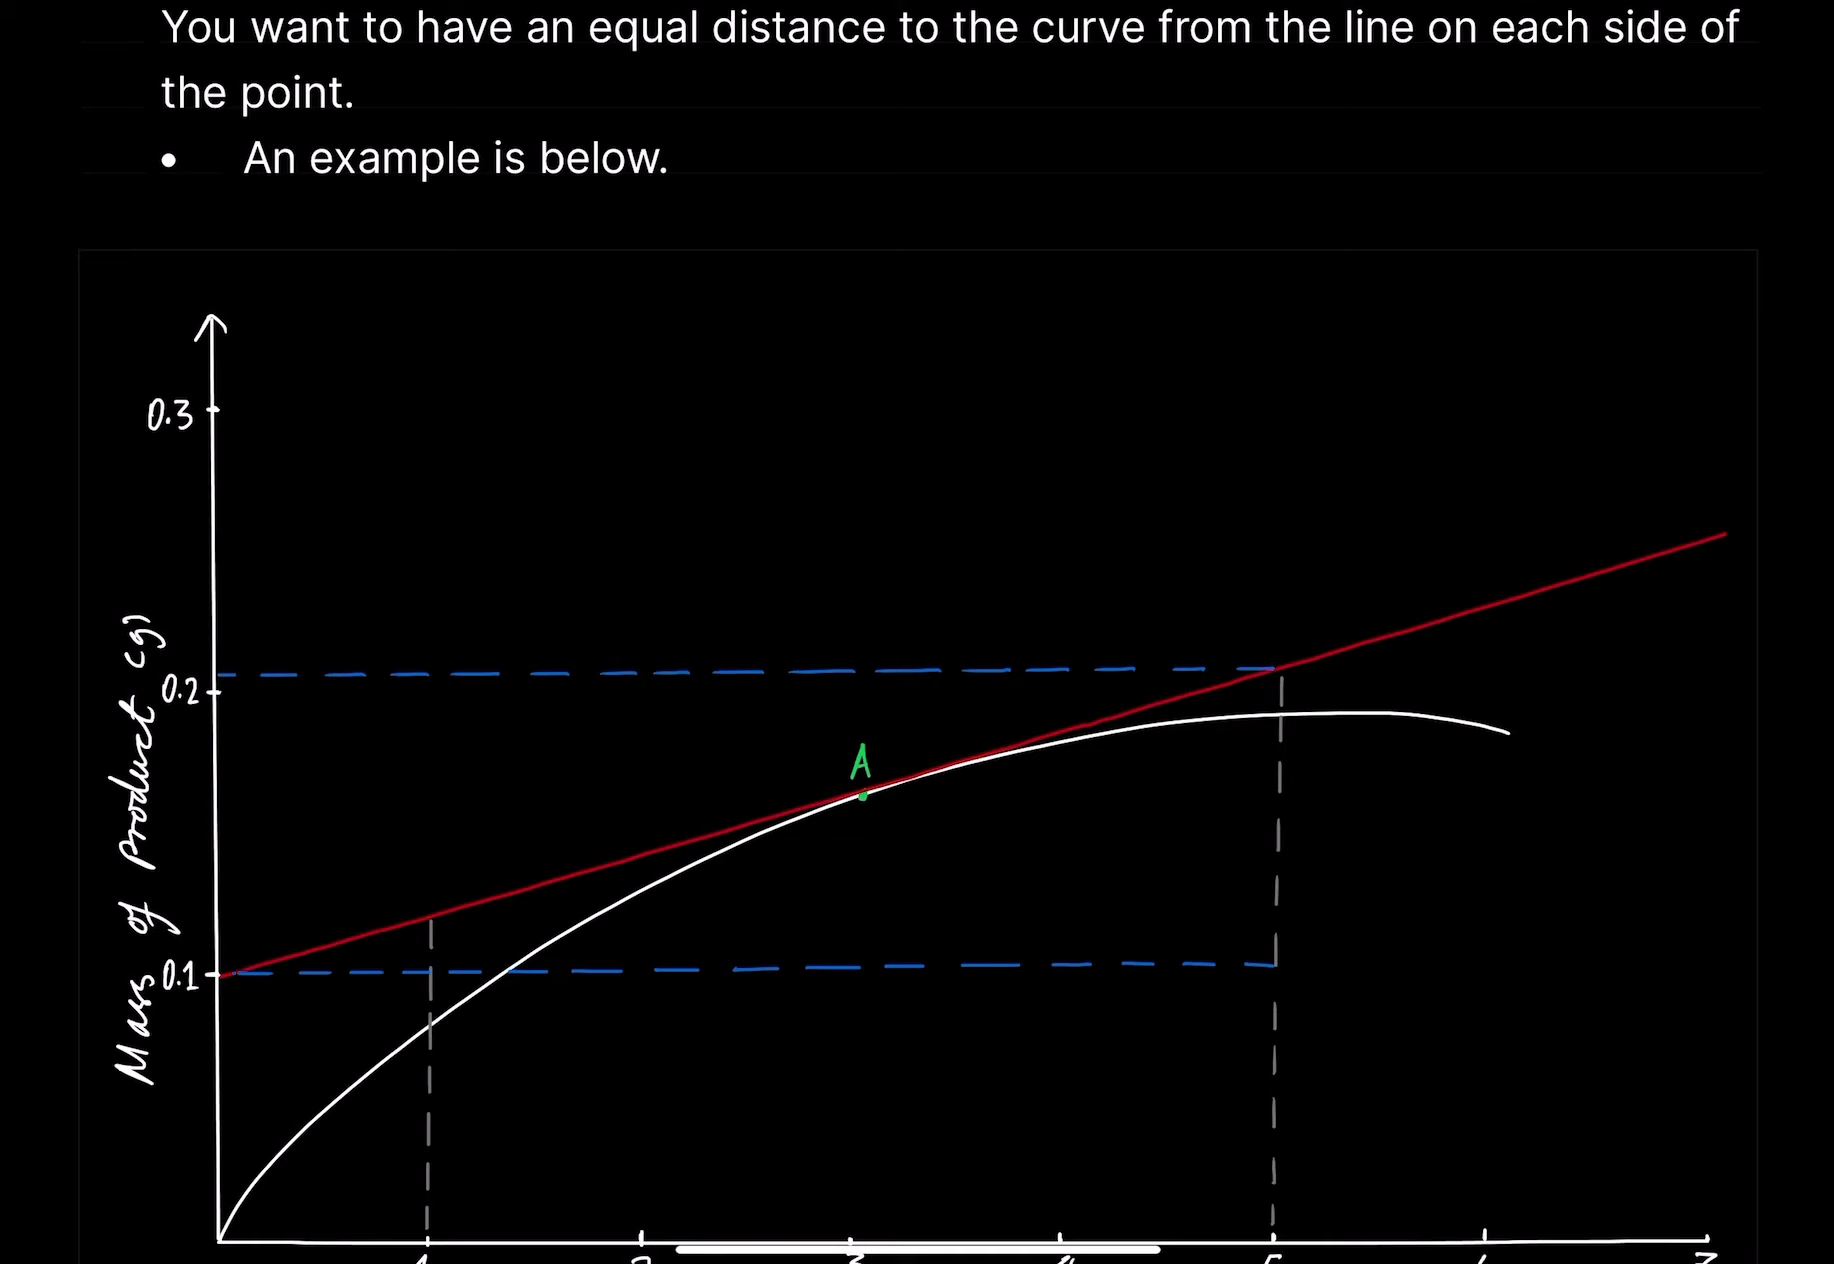 You want to have an equal distance to the curve from the line on each side of
the point.
• An example is below.
0.3
Mass of Product (g)
0.2
A
0.1